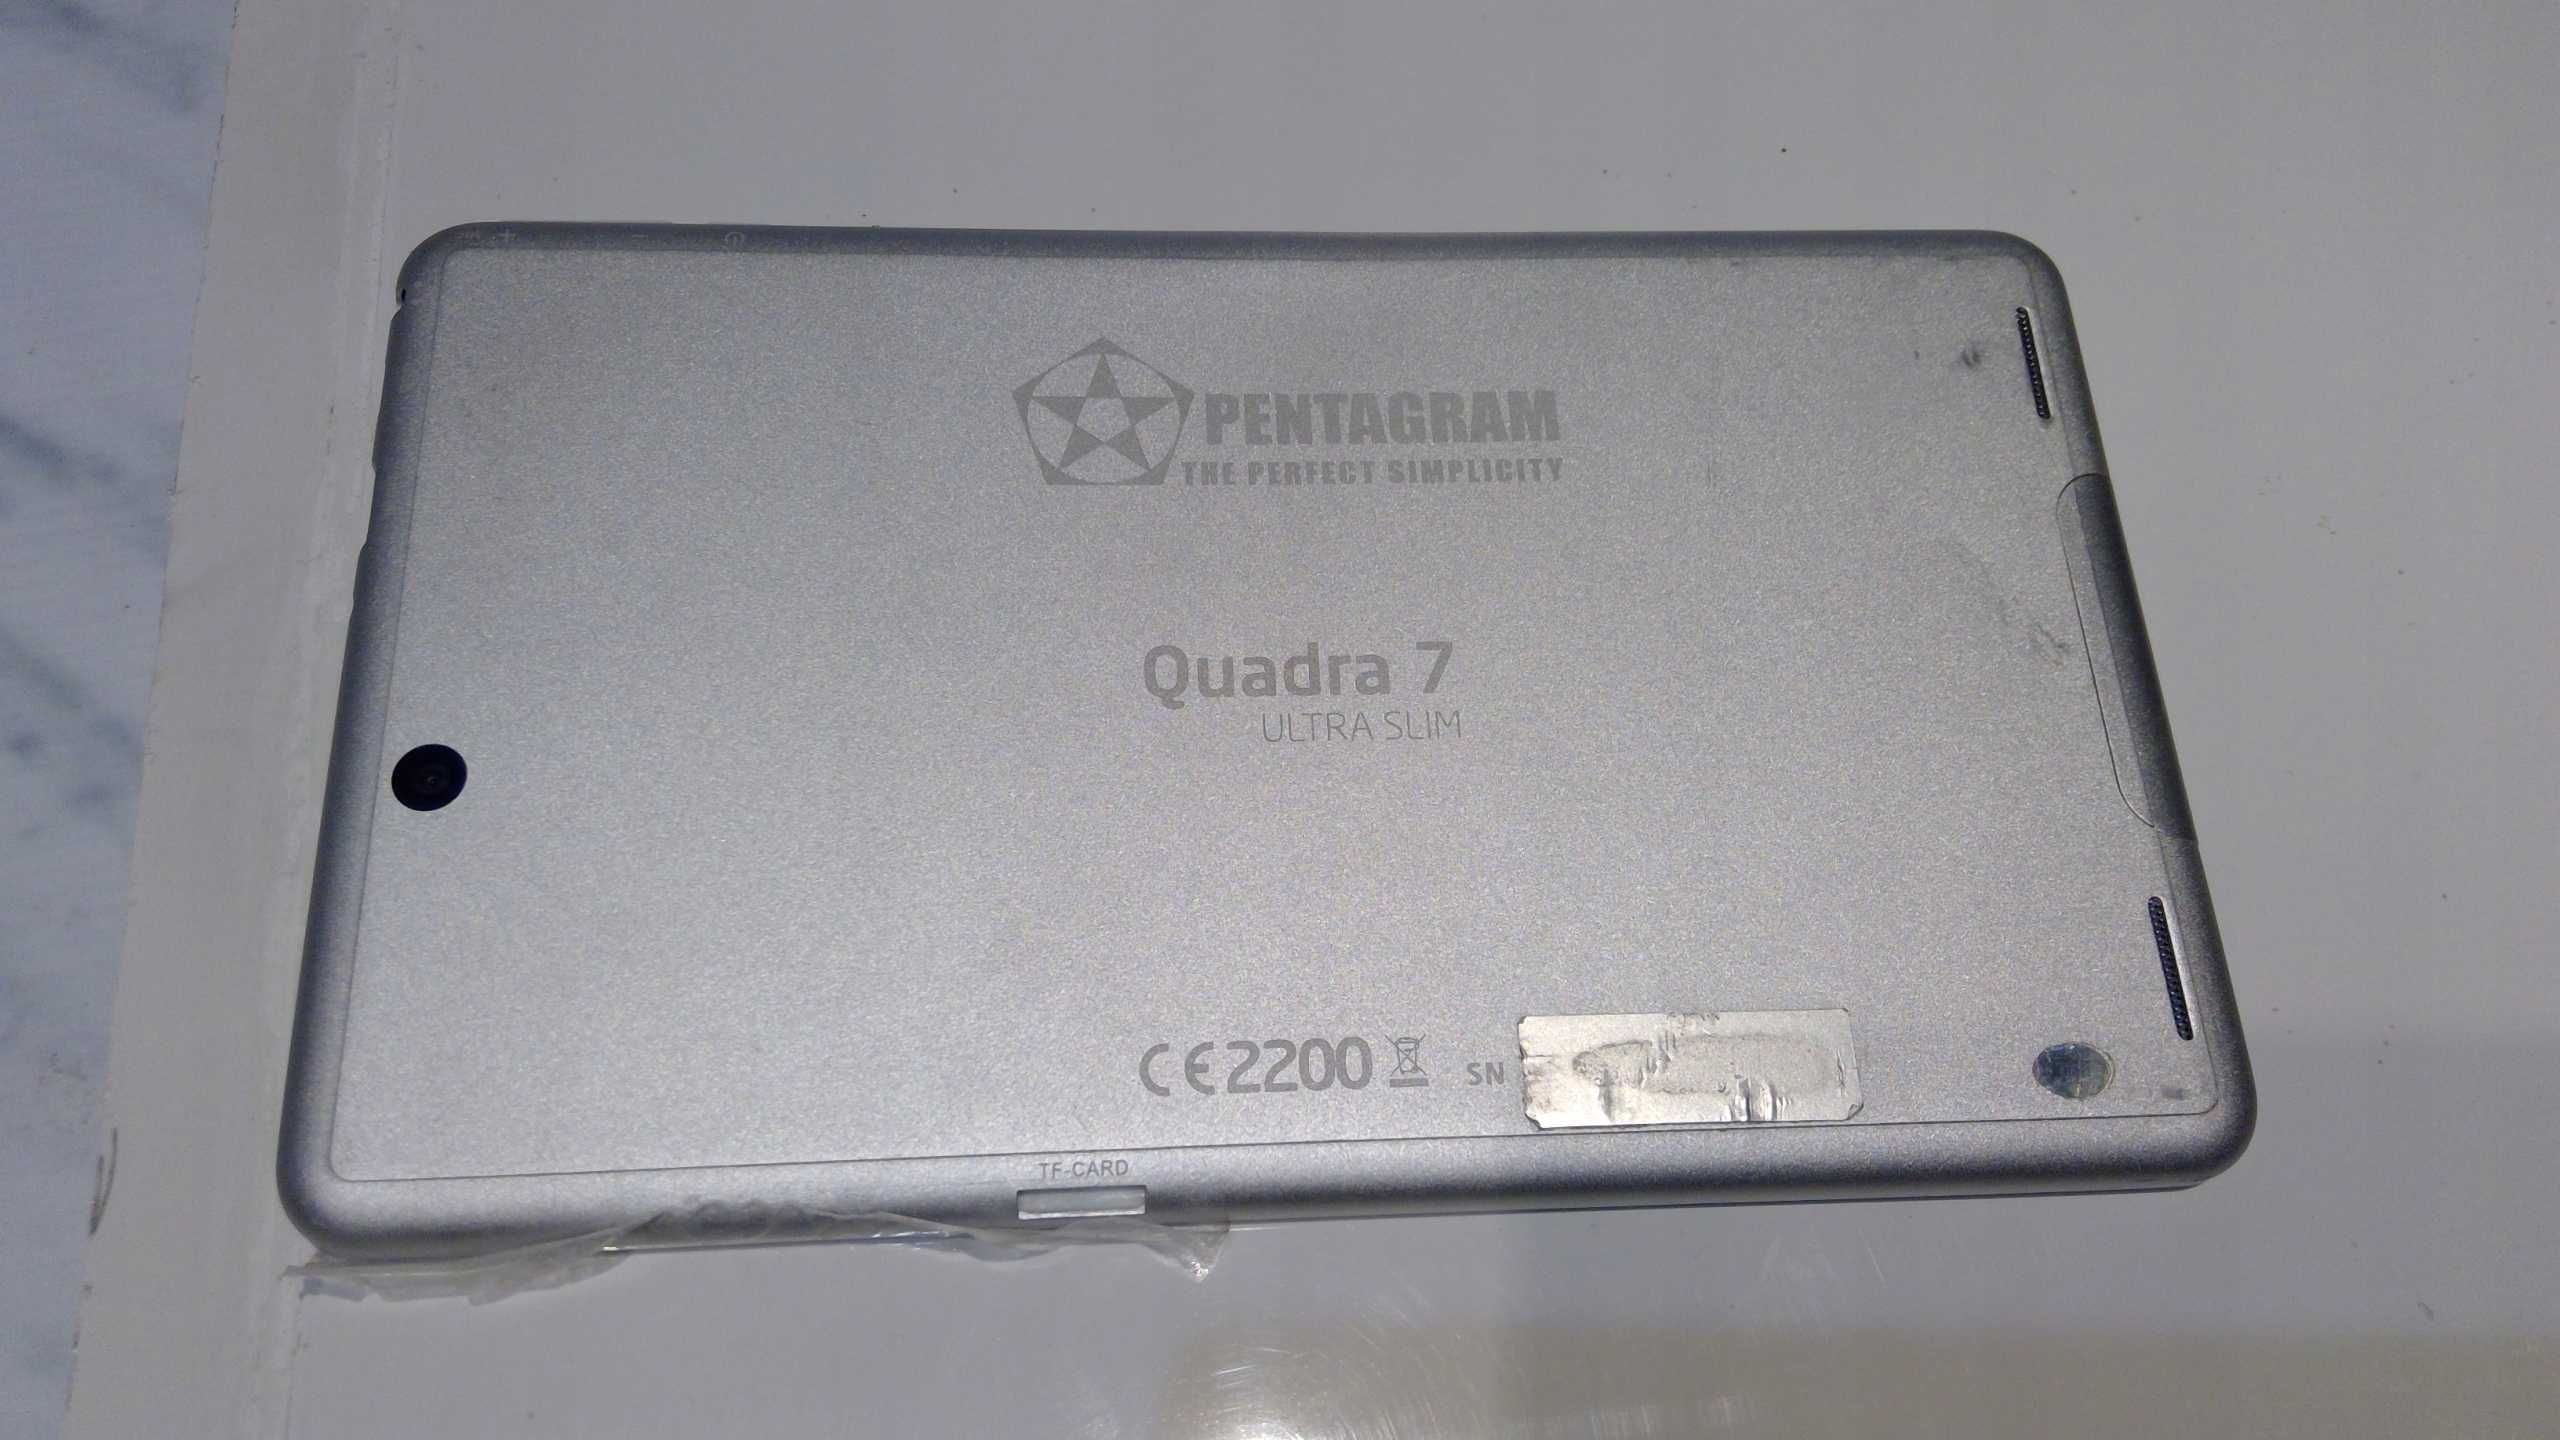 PENTAGRAM
THE PERFECT SIMPLICITY
Quadra 7
ULTRA SLIM
CE2200
SN
TF-CARD